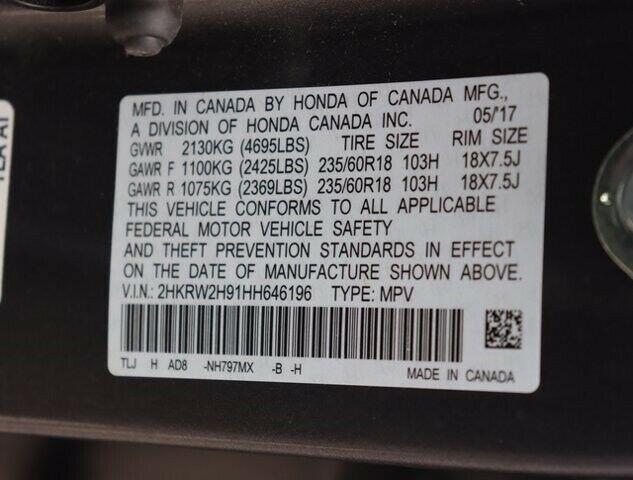 MFD. IN CANADA BY HONDA OF CANADA MFG.,
A DIVISION OF HONDA CANADA INC. 05/'17
GVWR 2130KG (4695LBS) TIRE SIZE RIM SIZE
GAWR F 1100KG (2425LBS) 235/60R18 103H 18X7.5J
GAWR R 1075KG (2369LBS) 235/60R18 103H 18X7.5J
THIS VEHICLE CONFORMS TO ALL APPLICABLE
FEDERAL MOTOR VEHICLE SAFETY
AND THEFT PREVENTION STANDARDS IN EFFECT
ON THE DATE OF MANUFACTURE SHOWN ABOVE.
V.I.N.: 2HKRW2H91HH646196 TYPE: MPV
TLJ H AD8 -NH797MX -B -H
MADE IN CANADA